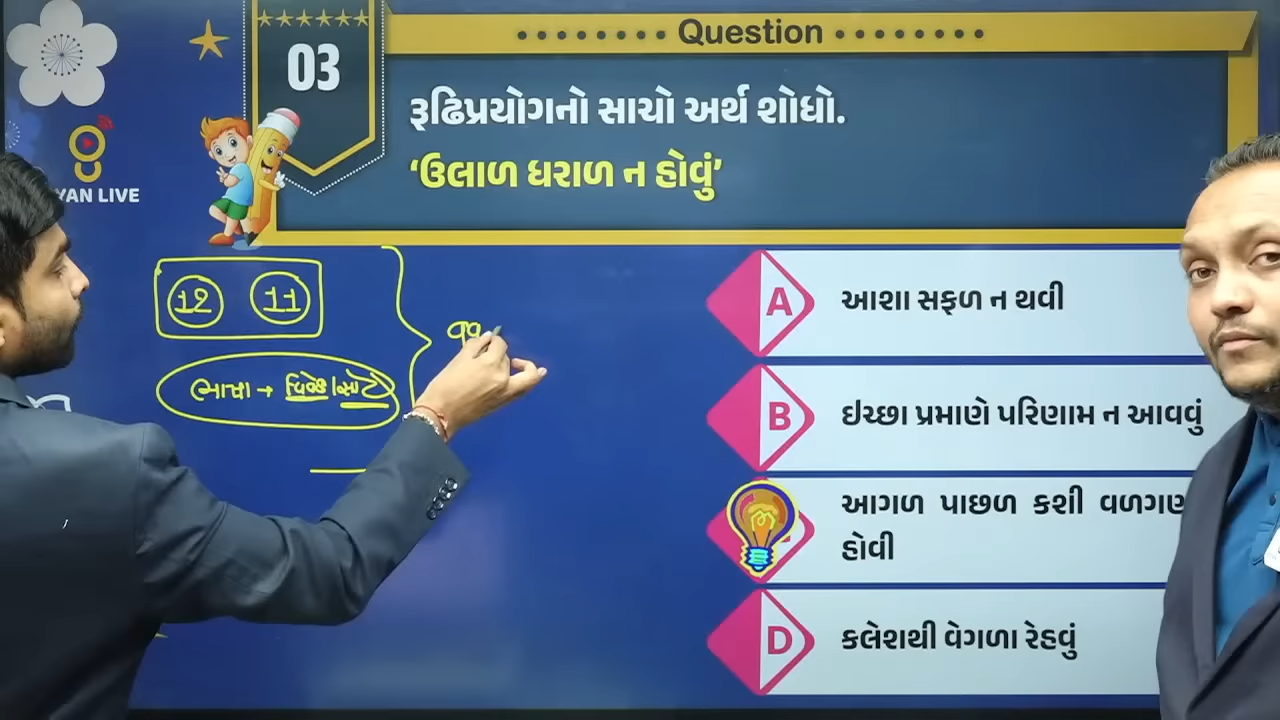 Question
03
રૂઢિપ્રયોગનો સાચો અર્થ શોધો.
‘ઉલાળ ધરાળ ન હોવું’
YAN LIVE
12 11
ભાષા →
99
A આશા સફળ ન થવી
B ઇચ્છા પ્રમાણે પરિણામ ન આવવું
આગળ પાછળ કશી વળગણ
હોવી
D કલેશથી વેગળા રેહવું